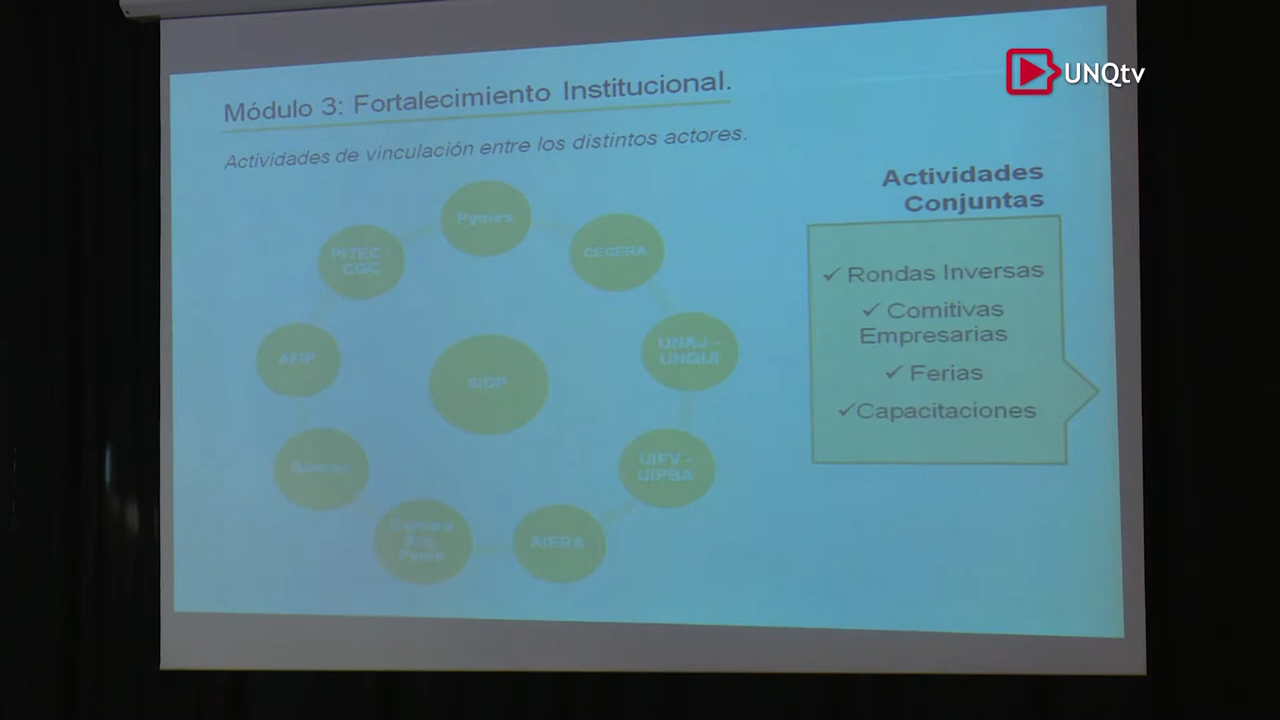 UNQtv
Módulo 3: Fortalecimiento Institucional.
Actividades de vinculación entre los distintos actores.
Actividades
Conjuntas
Pymes
CEGERA
PITEC -
CGC
UNAJ -
UNQUI
AFIP
SIDP
UIFV -
UIPBA
AIERA
Pyme
✓ Rondas Inversas
✓ Comitivas
Empresarias
✓ Ferias
✓Capacitaciones